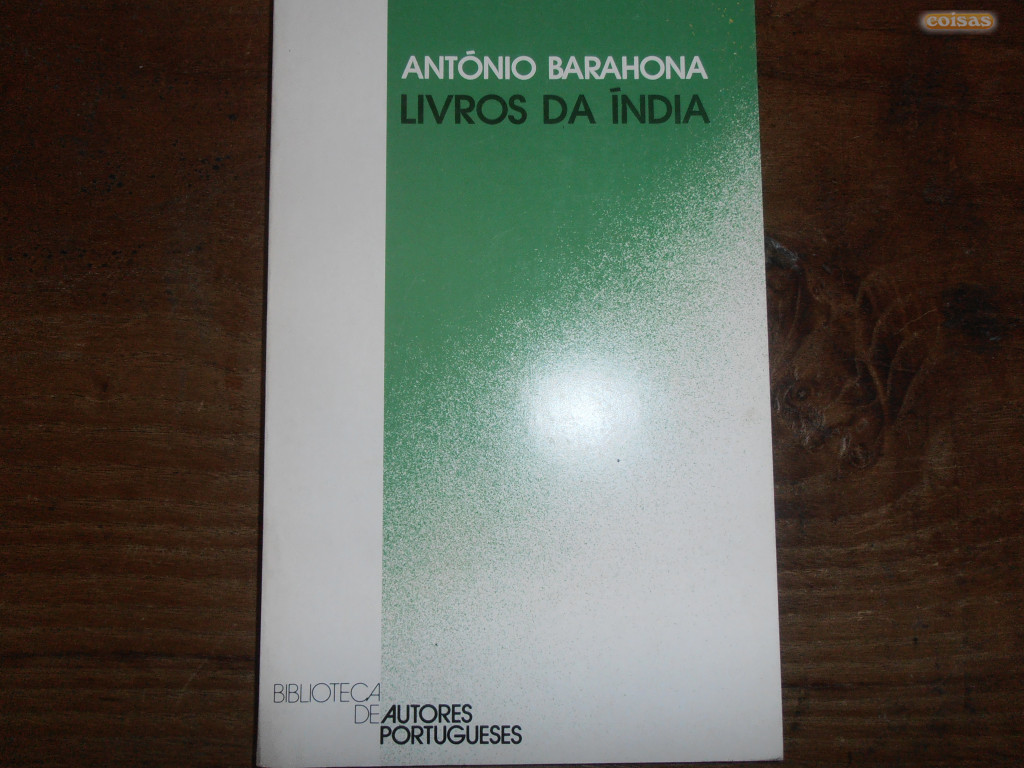 coisas
ANTÓNIO BARAHONA
LIVROS DA ÍNDIA
BIBLIOTECA
DE AUTORES
PORTUGUESES